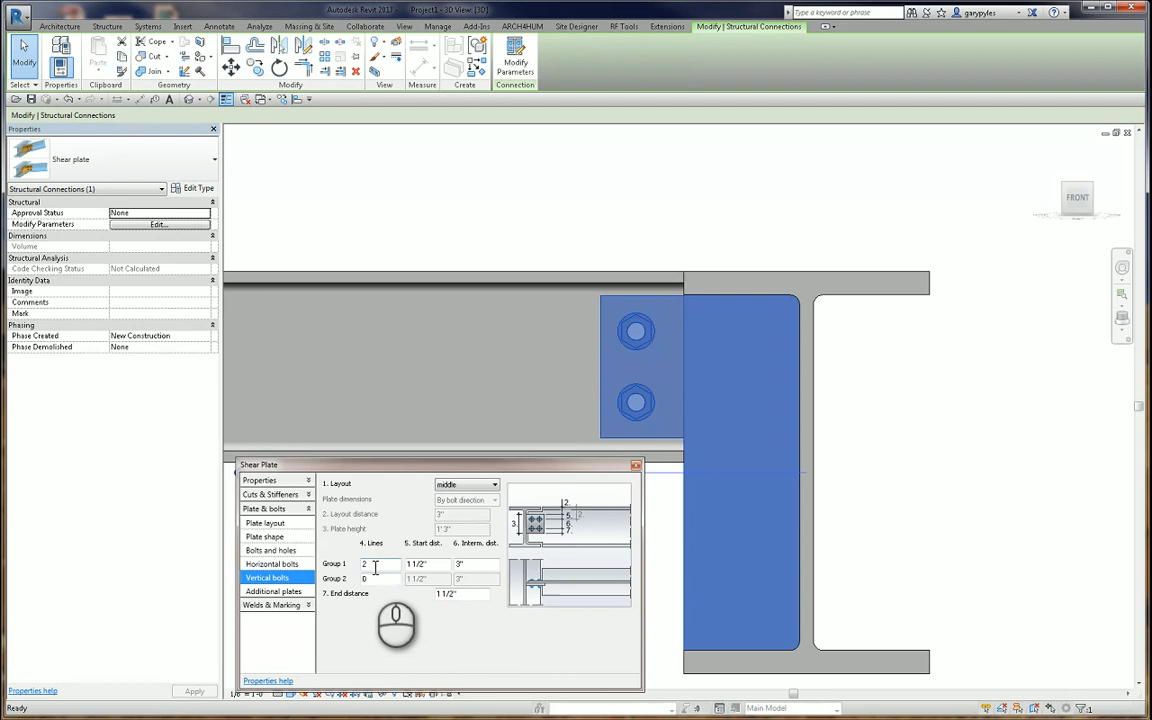 Autodesk Revit 2017 - Project1 - 3D View: {3D}
Type a keyword or phrase
garypyles
Architecture Structure Systems Insert Annotate Analyze Massing & Site Collaborate View Manage Add-Ins ARCH4HUM Site Designer RF Tools Extensions Modify | Structural Connections
Modify
Paste
Cope
Cut
Join
Modify Parameters
Select Properties Clipboard Geometry Modify View Measure Create Connection
Modify | Structural Connections
Properties
Shear plate
Structural Connections (1) Edit Type
Structural
Approval Status None
Modify Parameters Edit...
Dimensions
Volume
Structural Analysis
Code Checking Status Not Calculated
Identity Data
Image
Comments
Mark
Phasing
Phase Created New Construction
Phase Demolished None
FRONT
Shear Plate
Properties
Cuts & Stiffeners
Plate & bolts
Plate layout
Plate shape
Bolts and holes
Horizontal bolts
Vertical bolts
Additional plates
Welds & Marking
1. Layout middle
Plate dimensions By bolt direction
2. Layout distance 3"
3. Plate height 1' 3"
4. Lines 5. Start dist. 6. Interm. dist.
Group 1 2 1 1/2" 3"
Group 2 0 1 1/2" 3"
7. End distance 1 1/2"
2.
3.
5.
2.
6.
7.
Properties help
Properties help Apply
Ready
Main Model
:1